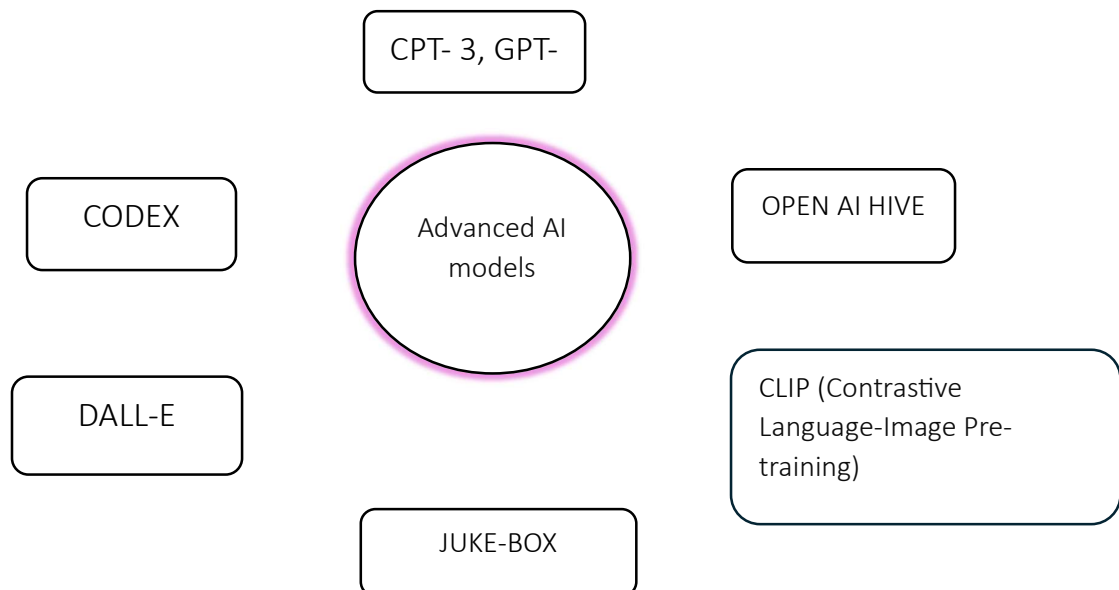 CPT- 3, GPT-
CODEX
Advanced AI
models
OPEN AI HIVE
DALL-E
CLIP (Contrastive
Language-Image Pre-
training)
JUKE-BOX